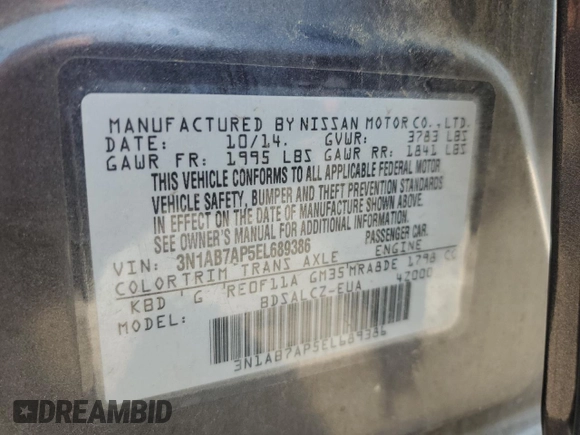 MANUFACTURED BY NISSAN MOTOR CO., LTD.
DATE: 10/14. GVWR: 3783 LBS
GAWR FR: 1995 LBS GAWR RR: 1841 LBS
THIS VEHICLE CONFORMS TO ALL APPLICABLE FEDERAL MOTOR
VEHICLE SAFETY, BUMPER AND THEFT PREVENTION STANDARDS
IN EFFECT ON THE DATE OF MANUFACTURE SHOWN ABOVE.
SEE OWNER'S MANUAL FOR ADDITIONAL INFORMATION.
VIN: 3N1AB7AP5EL689386 PASSENGER CAR.
COLOR TRIM TRANS AXLE ENGINE
KBD G RE0F11A GM35 MRA8DE 1798 CC
MODEL: BDSALCZ-EUA 47000
3N1AB7AP5EL689386
DREAMBID